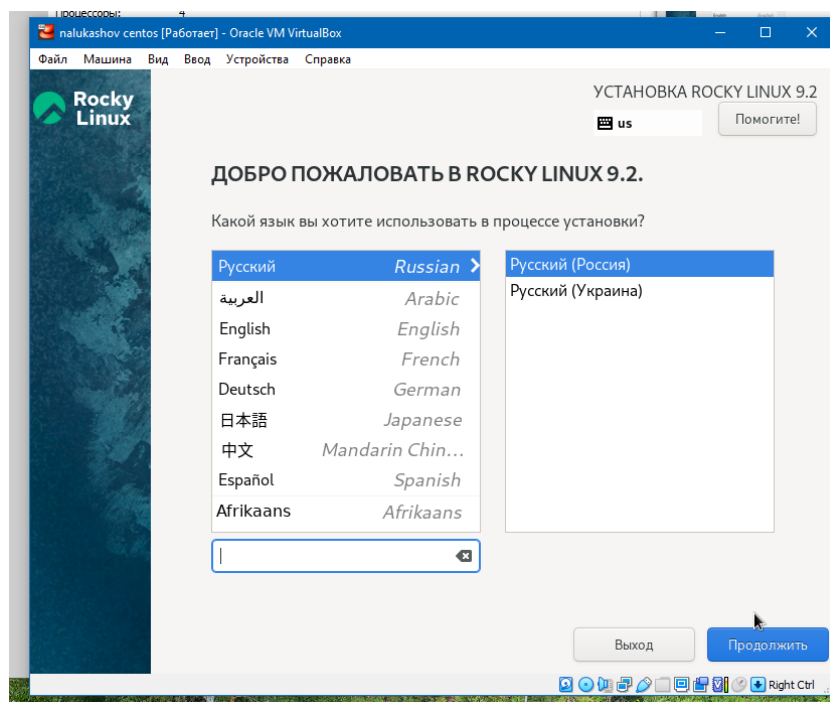 Процессоры: 4
nalukashov centos [Работает] - Oracle VM VirtualBox
Файл Машина Вид Ввод Устройства Справка
Rocky
Linux
УСТАНОВКА ROCKY LINUX 9.2
us
Помогите!
ДОБРО ПОЖАЛОВАТЬ В ROCKY LINUX 9.2.
Какой язык вы хотите использовать в процессе установки?
Русский Russian
العربية Arabic
English English
Français French
Deutsch German
日本語 Japanese
中文 Mandarin Chin...
Español Spanish
Afrikaans Afrikaans
Русский (Россия)
Русский (Украина)
Выход
Продолжить
Right Ctrl